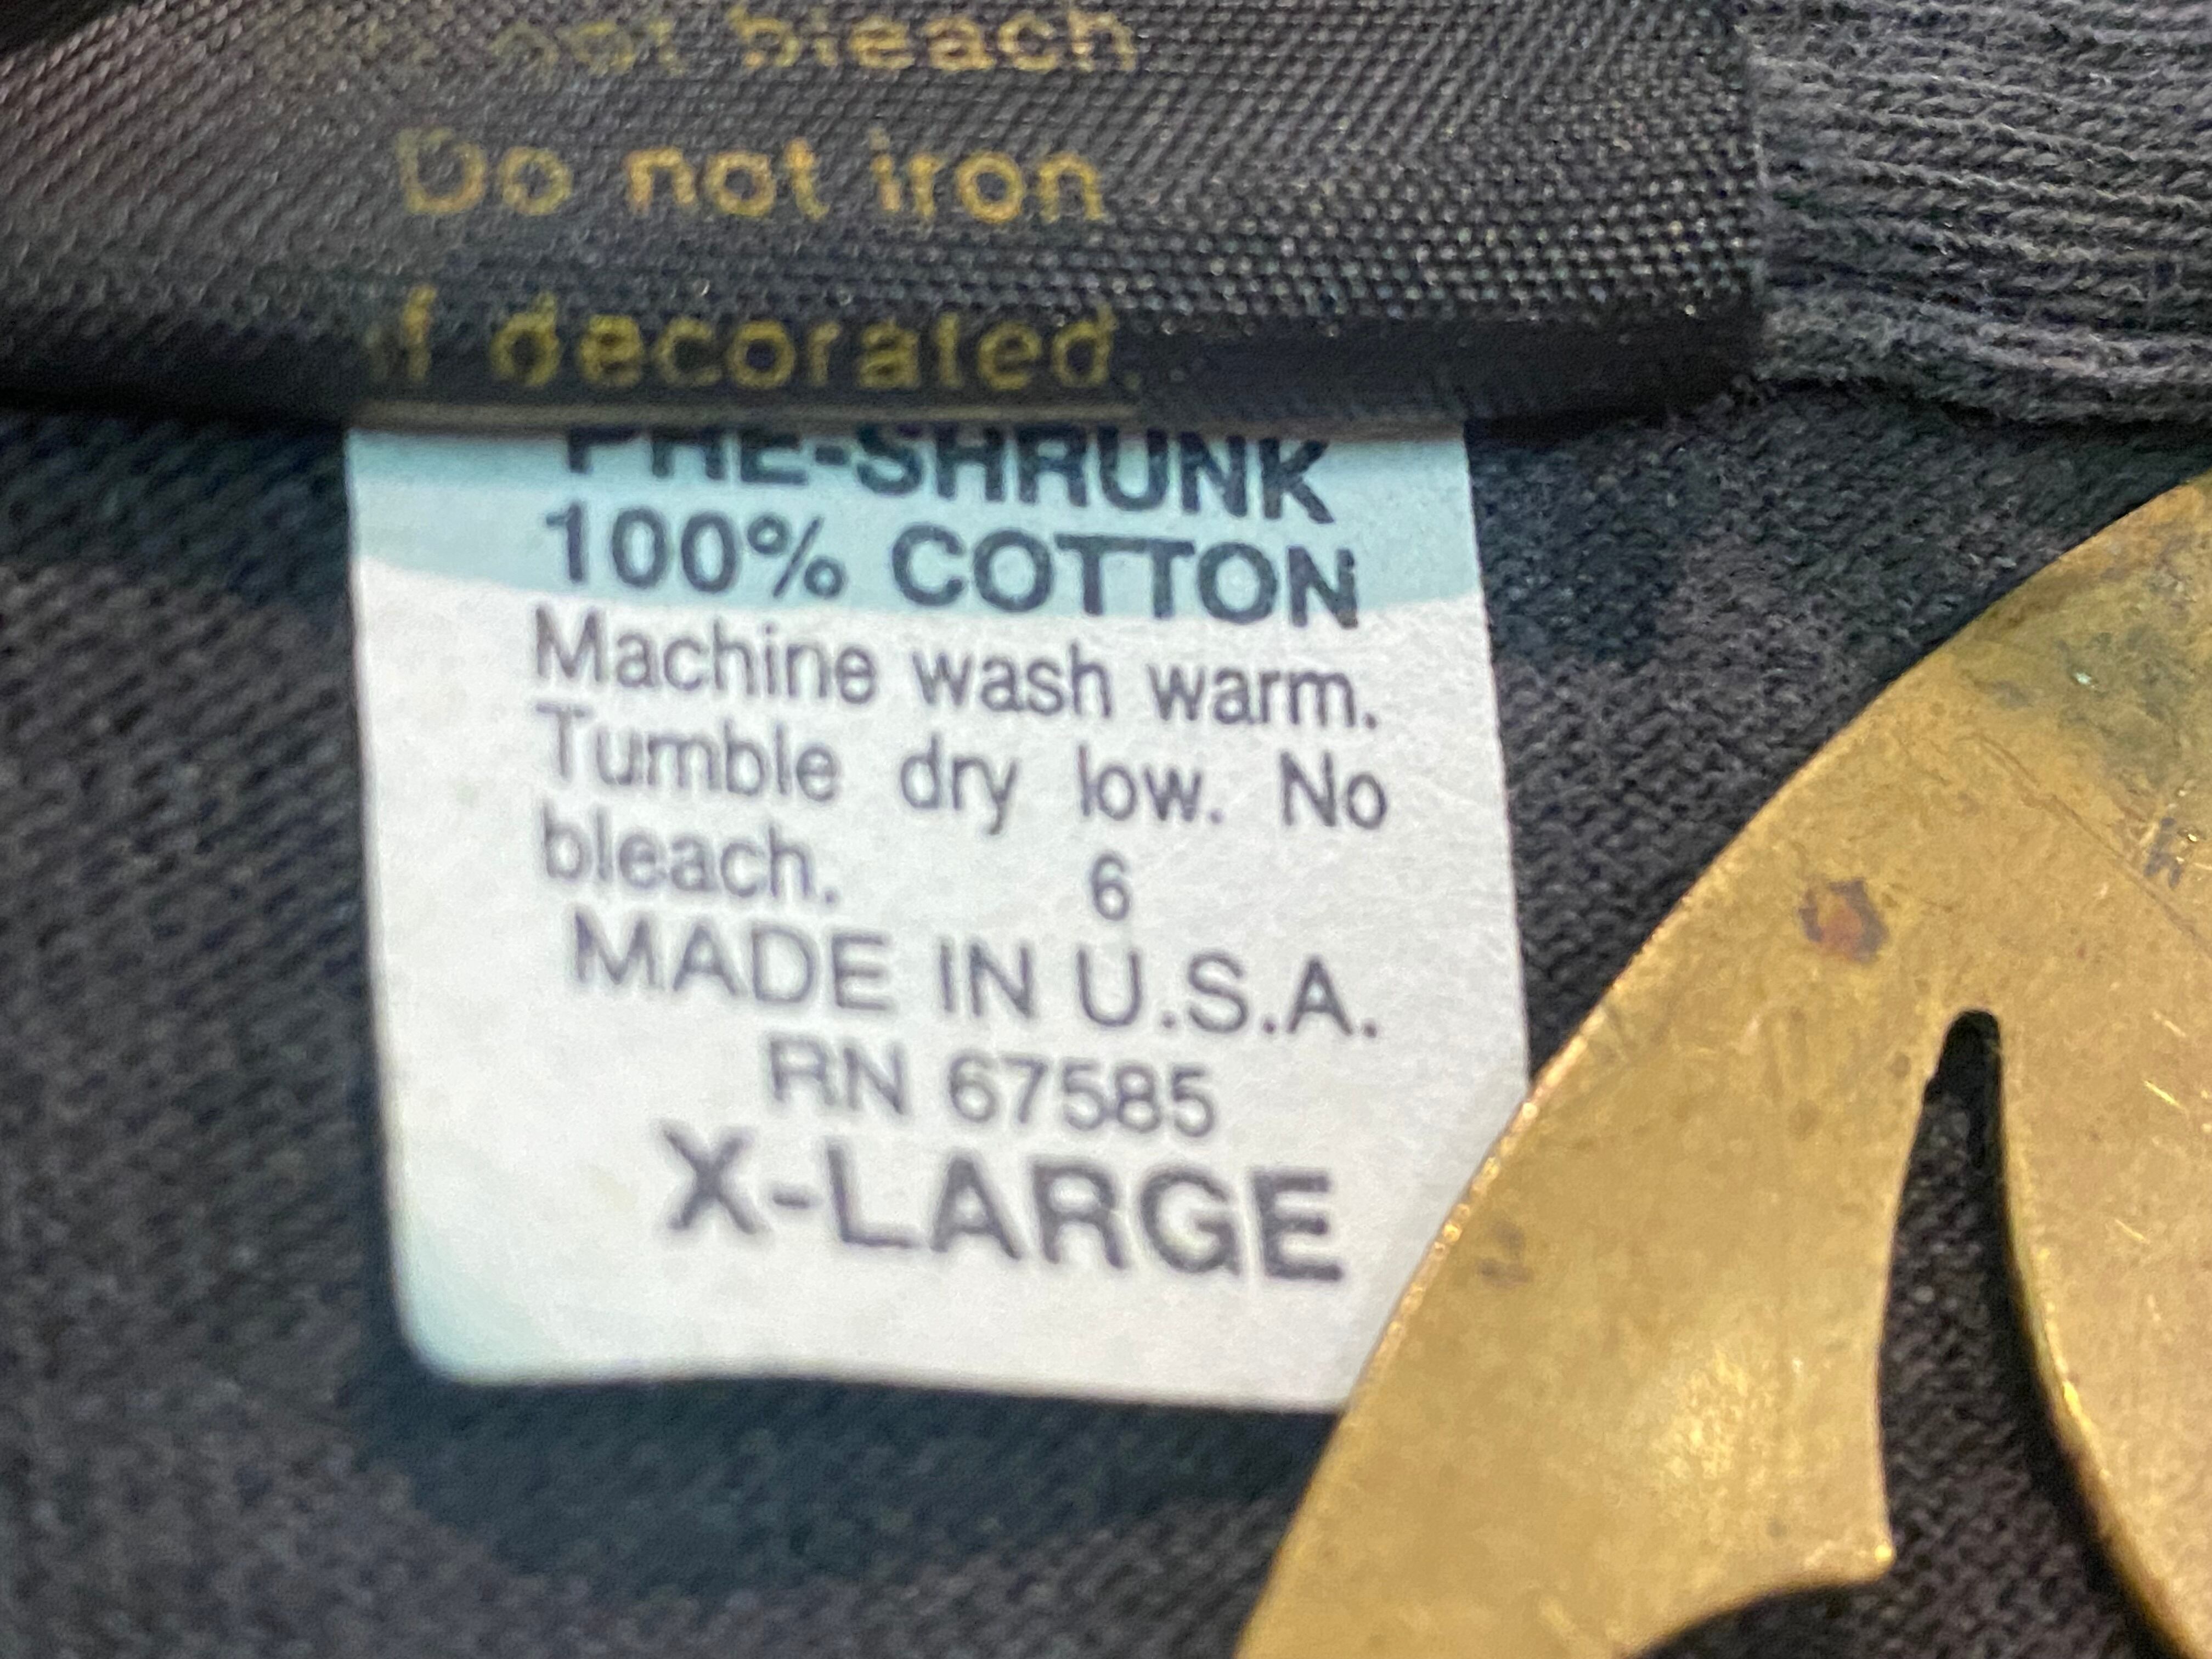 not bleach
Do not iron
if decorated.
PRE-SHRUNK
100% COTTON
Machine wash warm.
Tumble dry low. No
bleach. 6
MADE IN U.S.A.
RN 67585
X-LARGE